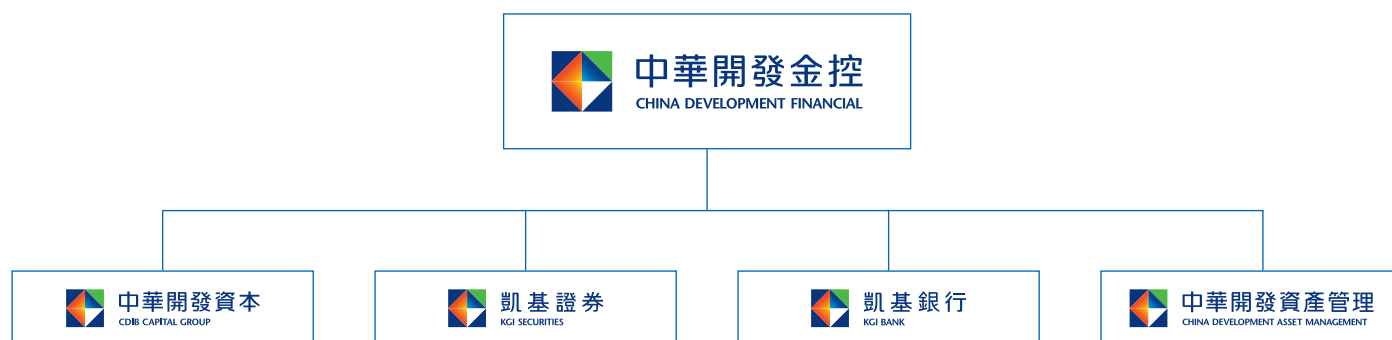 中華開發金控
CHINA DEVELOPMENT FINANCIAL
中華開發資本
CDIB CAPITAL GROUP
凱基證券
KGI SECURITIES
凱基銀行
KGI BANK
中華開發資產管理
CHINA DEVELOPMENT ASSET MANAGEMENT